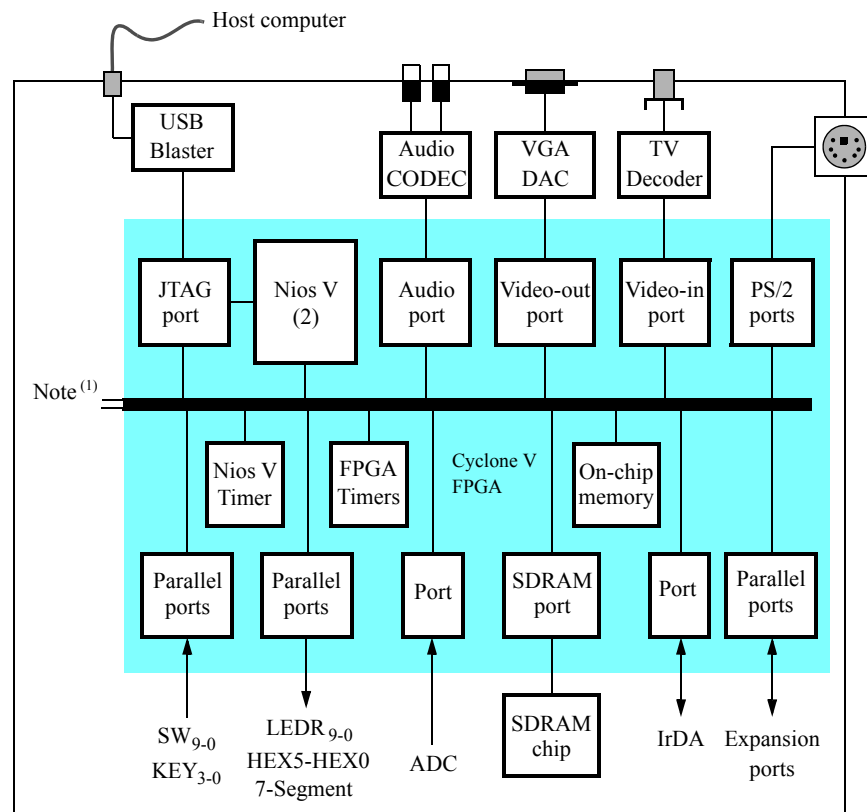 Host computer
USB
Blaster
Audio
CODEC
VGA
DAC
TV
Decoder
JTAG
port
Nios V
(2)
Audio
port
Video-out
port
Video-in
port
PS/2
ports
Note (1)
Nios V
Timer
FPGA
Timers
Cyclone V
FPGA
On-chip
memory
Parallel
ports
Parallel
ports
Port
SDRAM
port
Port
Parallel
ports
SW9-0
KEY3-0
LEDR9-0
HEX5-HEX0
7-Segment
ADC
SDRAM
chip
IrDA
Expansion
ports